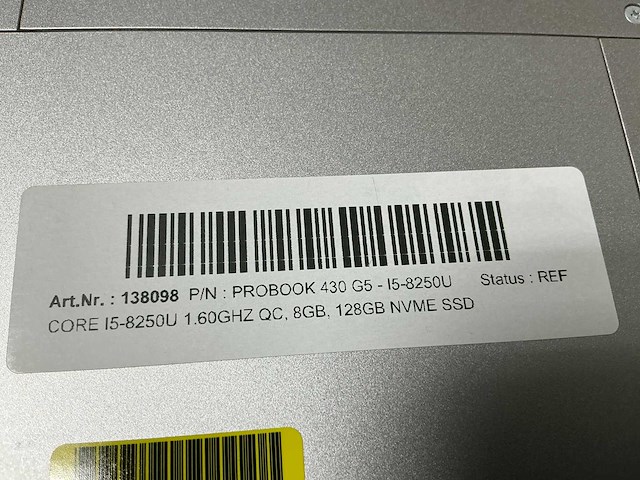 Art.Nr. : 138098 P/N : PROBOOK 430 G5 - I5-8250U Status : REF
CORE I5-8250U 1.60GHZ QC, 8GB, 128GB NVME SSD